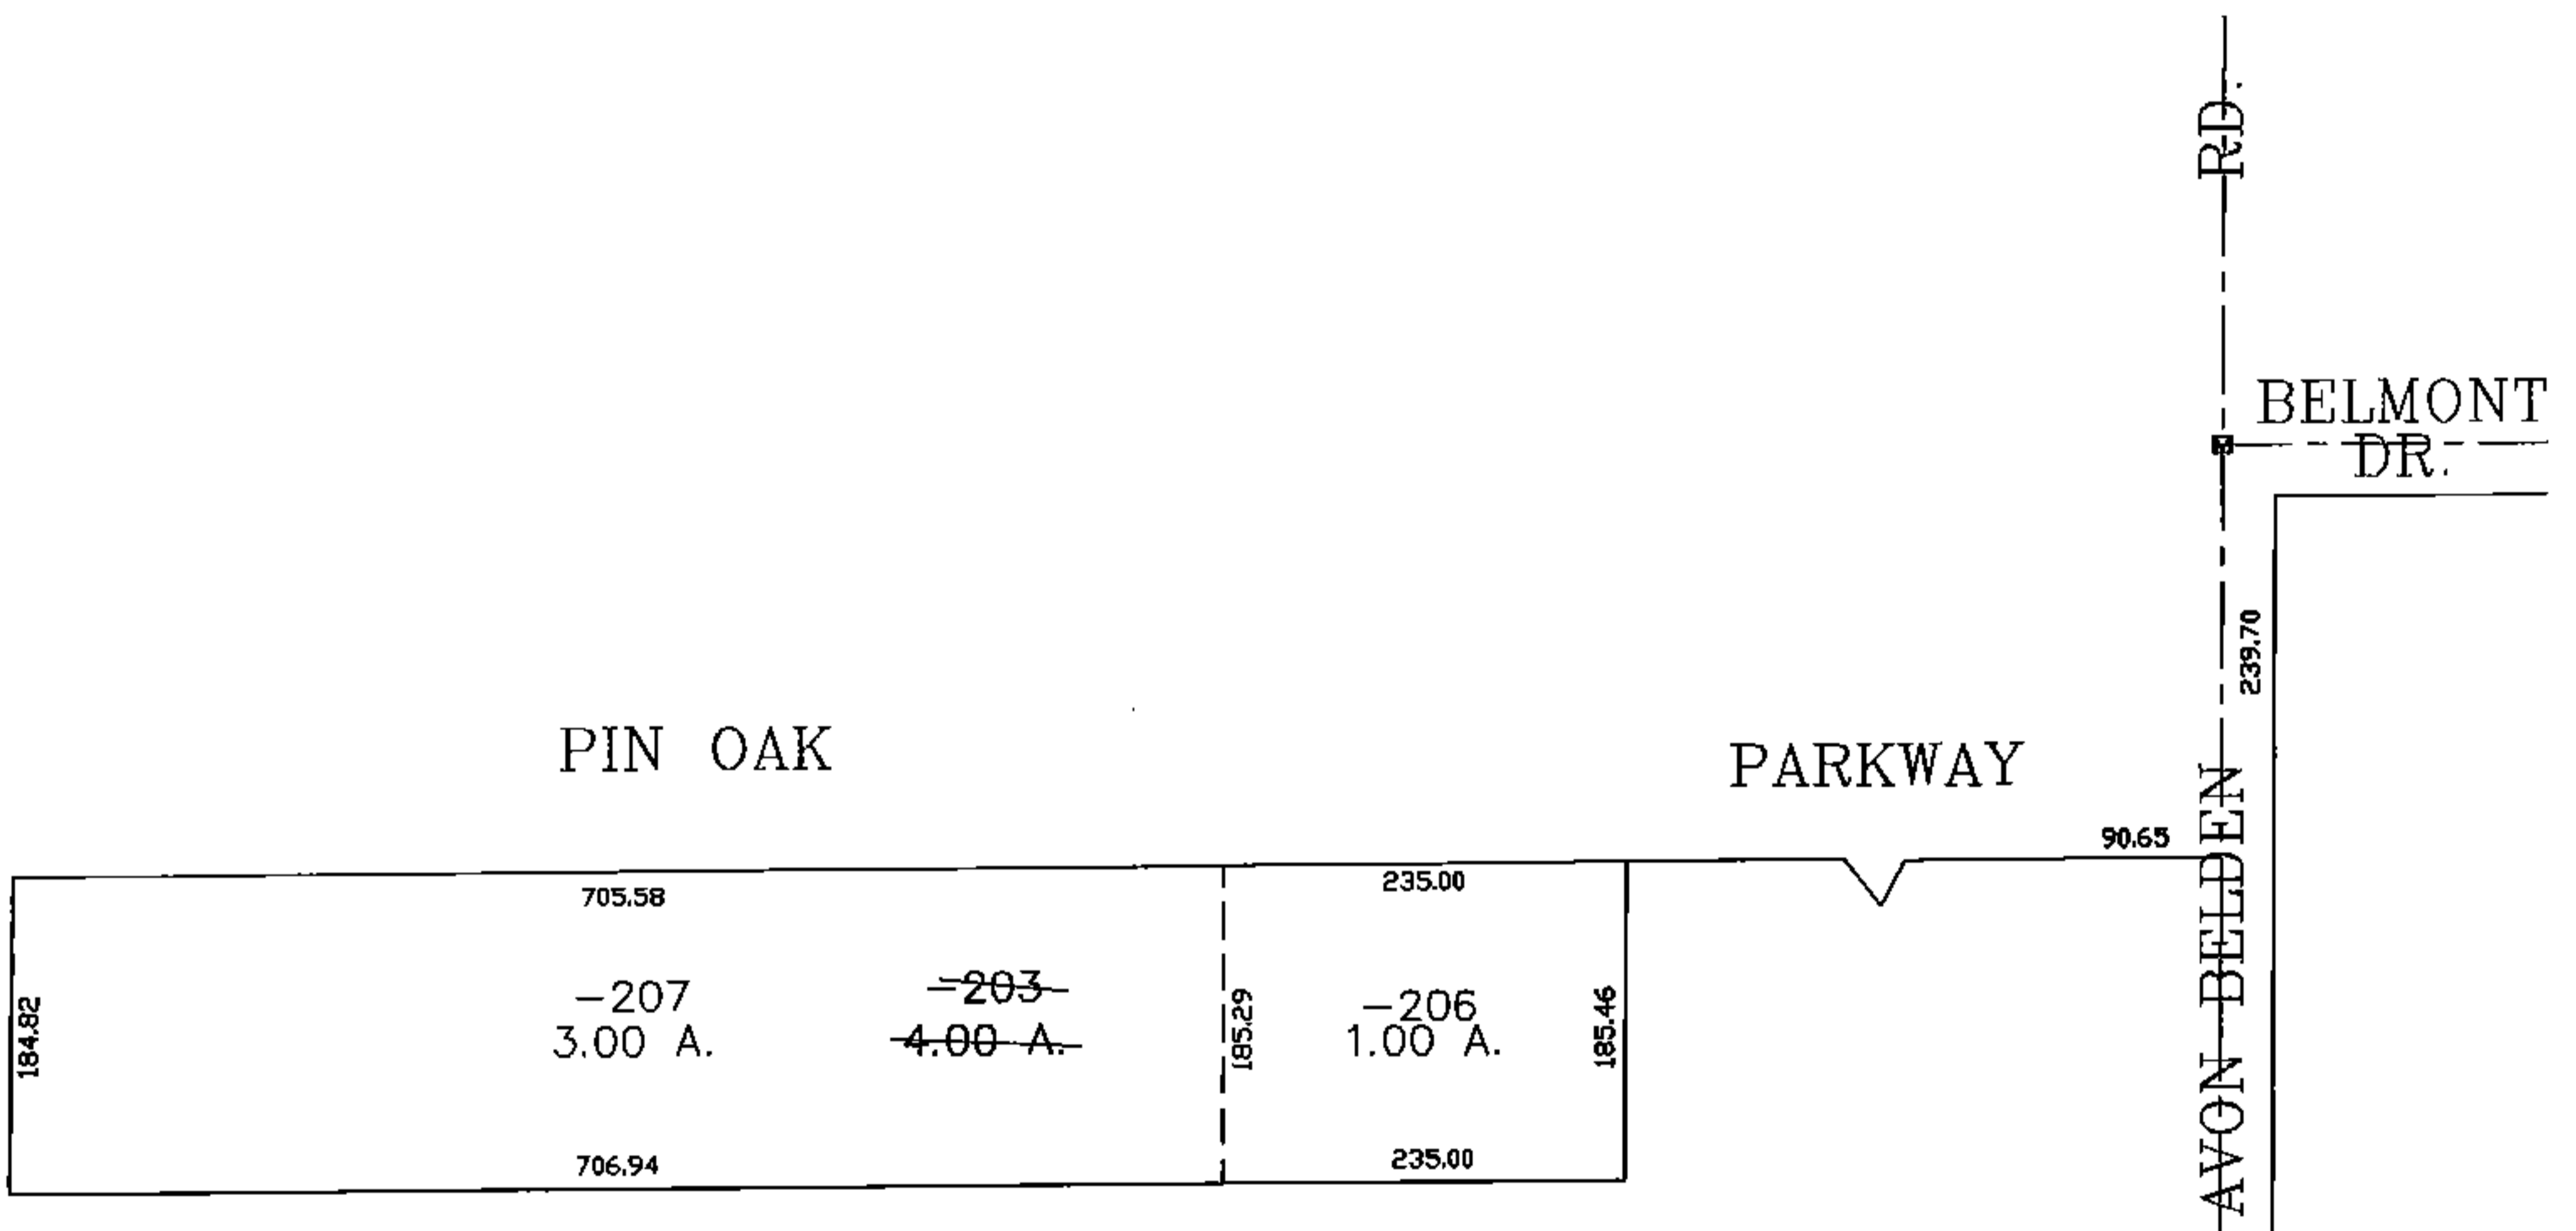 RD.
BELMONT
DR.
239.70
PIN OAK
PARKWAY
90.65
AVON BELDEN
705.58
235.00
184.82
-207
3.00 A.
-203
4.00 A.
185.29
-206
1.00 A.
185.46
706.94
235.00